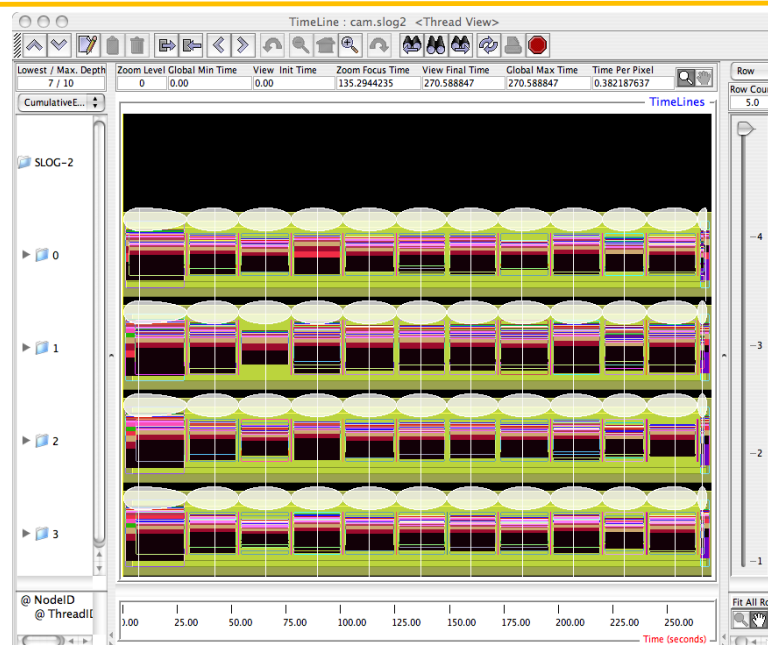 TimeLine : cam.slog2 <Thread View>
Lowest / Max. Depth Zoom Level Global Min Time View Init Time Zoom Focus Time View Final Time Global Max Time Time Per Pixel
7 / 10 0 0.00 0.00 135.2944235 270.588847 270.588847 0.382187637
Row
Row Cou
5.0
CumulativeE...
TimeLines
SLOG-2
0
1
2
3
4
3
2
1
@ NodeID
@ ThreadI
Fit All Ro
0.00 25.00 50.00 75.00 100.00 125.00 150.00 175.00 200.00 225.00 250.00
Time (seconds)